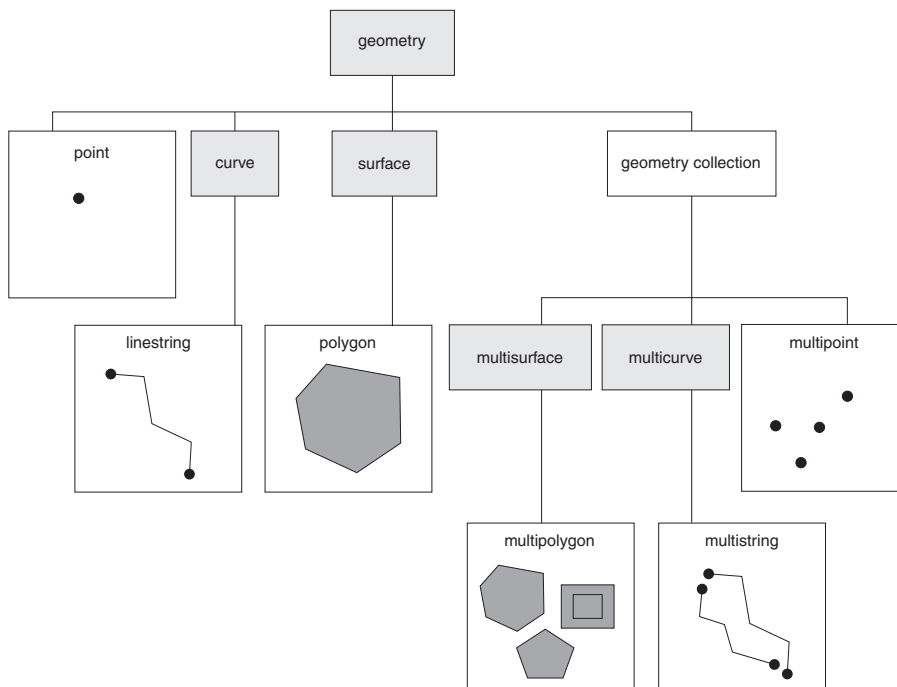 geometry
point
curve
surface
geometry collection
linestring
polygon
multisurface
multicurve
multipoint
multipolygon
multistring